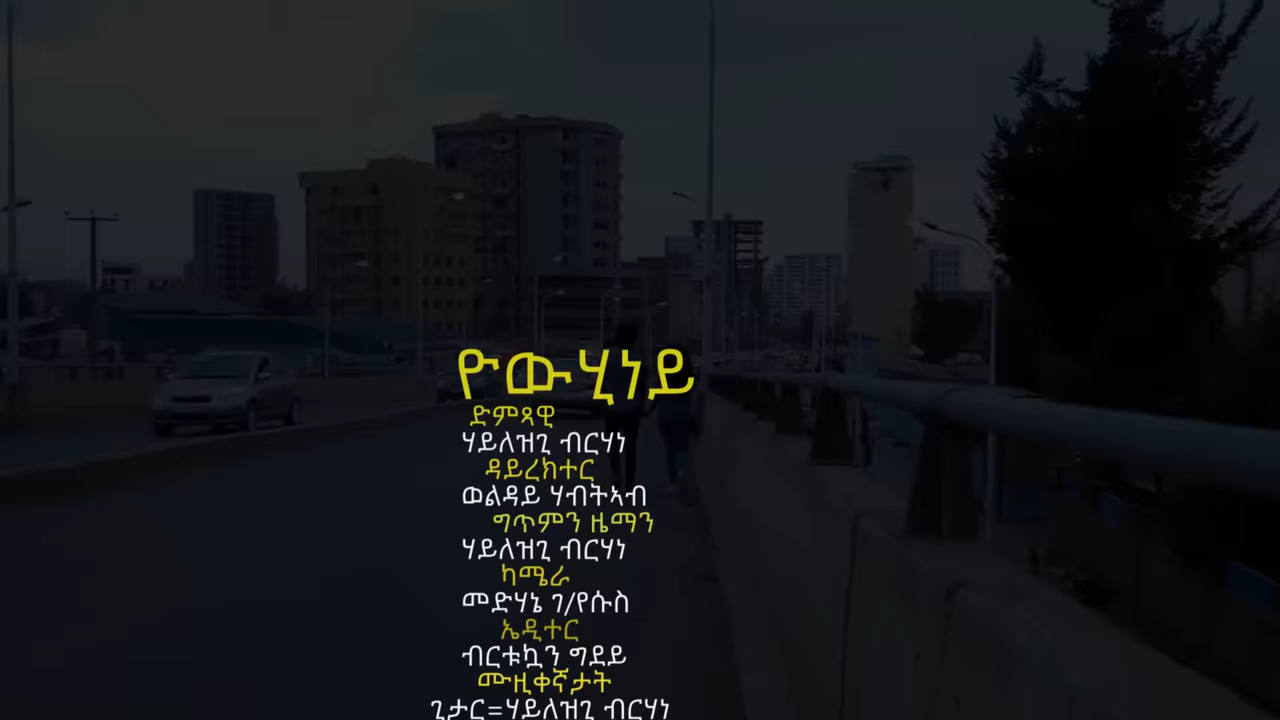 ዮውሂነይ
ድምጻዊ
ሃይለዝጊ ብርሃነ
ዳይረክተር
ወልዳይ ሃብትኣብ
ግጥምን ዜማን
ሃይለዝጊ ብርሃነ
ካሜራ
መድሃኔ ገ/የሱስ
ኤዲተር
ብርቱኳን ግደይ
ሙዚቀኛታት
ጊታር=ሃይለዝጊ ብርሃነ